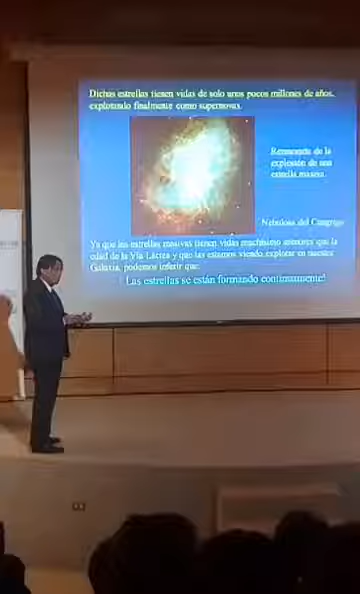 Dichas estrellas tienen vidas de solo unos pocos millones de años,
explotando finalmente como supernovas.
Remanente de la
explosión de una
estrella masiva.
Nebulosa del Cangrejo
Ya que las estrellas masivas tienen vidas muchísimo menores que la
edad de la Vía Láctea y que las estamos viendo explotar en nuestra
Galaxia, podemos inferir que:
¡Las estrellas se están formando continuamente!